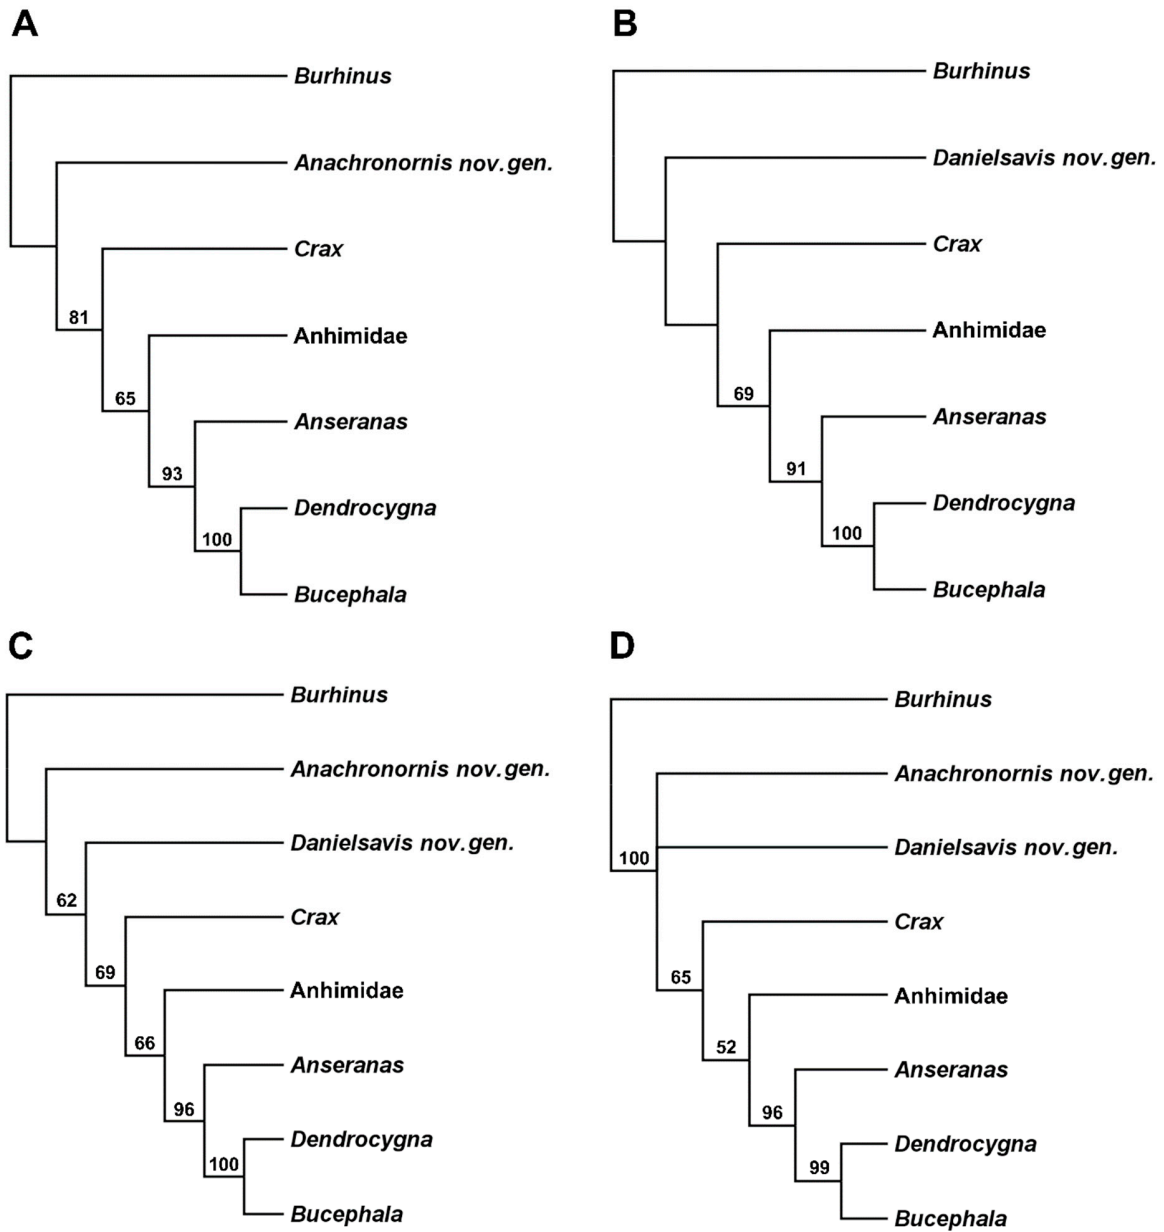 A
Burhinus
Anachronornis nov.gen.
Crax
81
Anhimidae
65
Anseranas
93
Dendrocygna
100
Bucephala
B
Burhinus
Danielsavis nov.gen.
Crax
Anhimidae
69
Anseranas
91
Dendrocygna
100
Bucephala
C
Burhinus
Anachronornis nov.gen.
Danielsavis nov.gen.
62
Crax
69
Anhimidae
66
Anseranas
96
Dendrocygna
100
Bucephala
D
Burhinus
Anachronornis nov.gen.
Danielsavis nov.gen.
100
Crax
65
Anhimidae
52
Anseranas
96
Dendrocygna
99
Bucephala